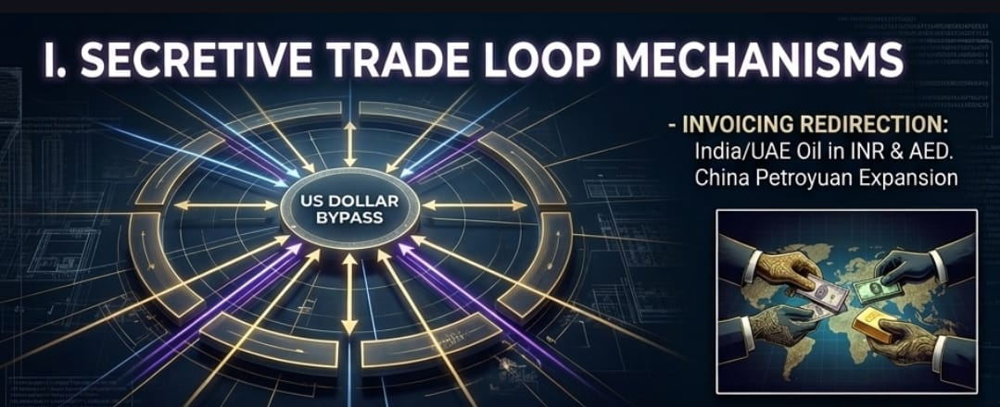 I. SECRETIVE TRADE LOOP MECHANISMS
US DOLLAR
BYPASS
- INVOICING REDIRECTION:
India/UAE Oil in INR & AED.
China Petroyuan Expansion